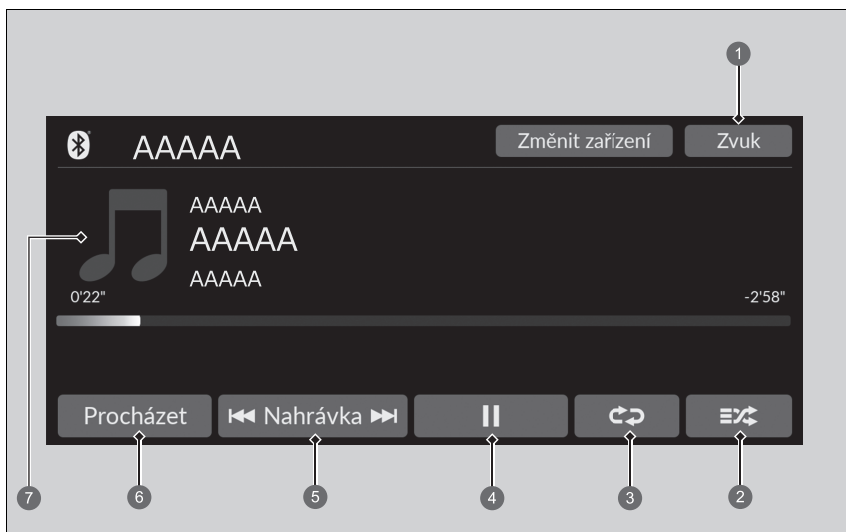 1
AAAAA Změnit zařízení Zvuk
AAAAA
AAAAA
AAAAA
7
0'22" -2'58"
Procházet Nahrávka
6 5 4 3 2